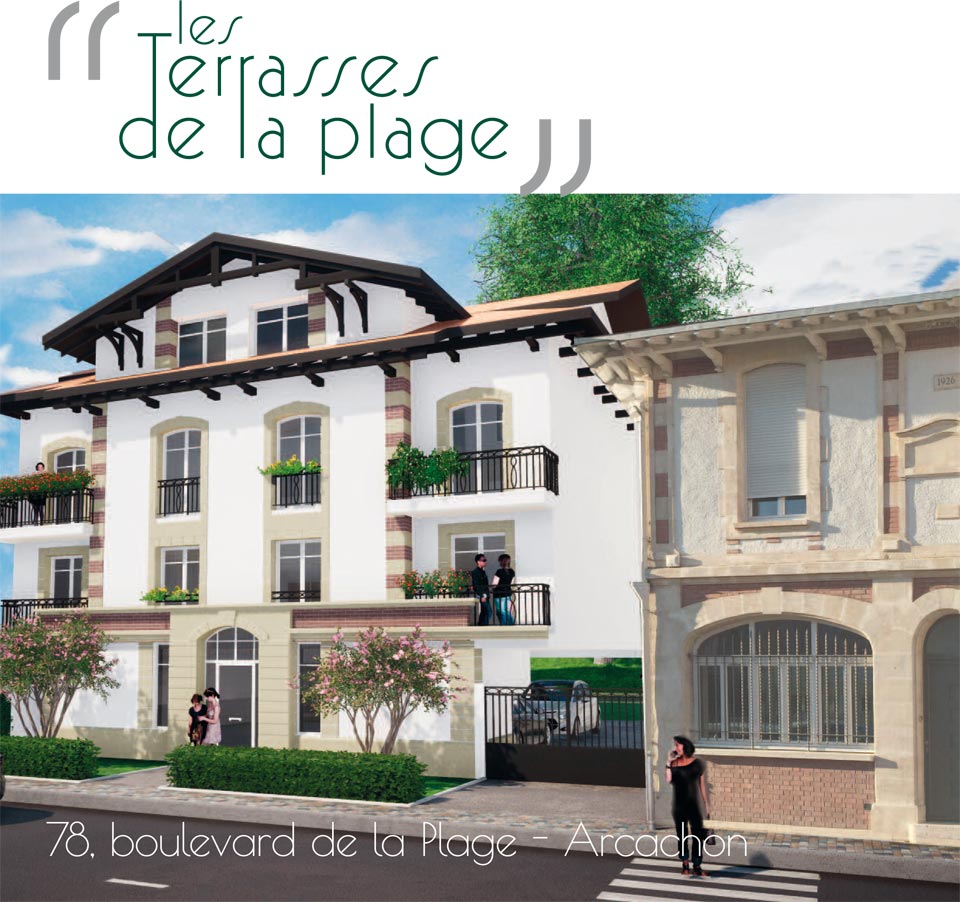 les
Terrasses
de la plage
1926
78, boulevard de la Plage - Arcachon